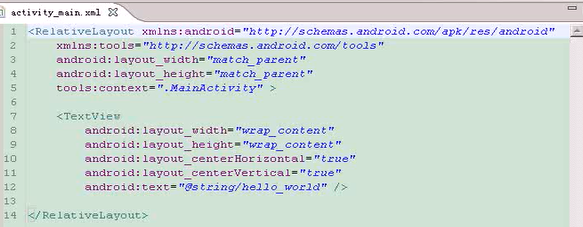 activity_main.xml
1 <RelativeLayout xmlns:android="http://schemas.android.com/apk/res/android"
2     xmlns:tools="http://schemas.android.com/tools"
3     android:layout_width="match_parent"
4     android:layout_height="match_parent"
5     tools:context=".MainActivity" >
6
7     <TextView
8         android:layout_width="wrap_content"
9         android:layout_height="wrap_content"
10         android:layout_centerHorizontal="true"
11         android:layout_centerVertical="true"
12         android:text="@string/hello_world" />
13
14 </RelativeLayout>